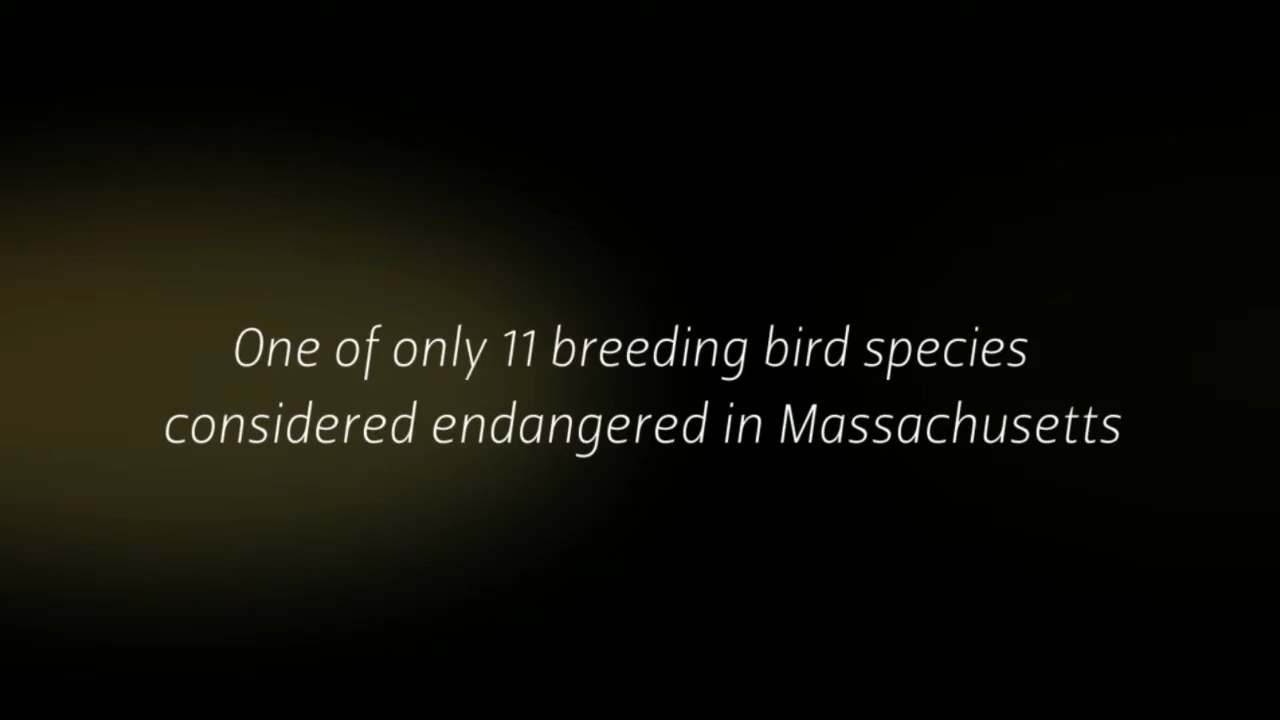 One of only 11 breeding bird species
considered endangered in Massachusetts